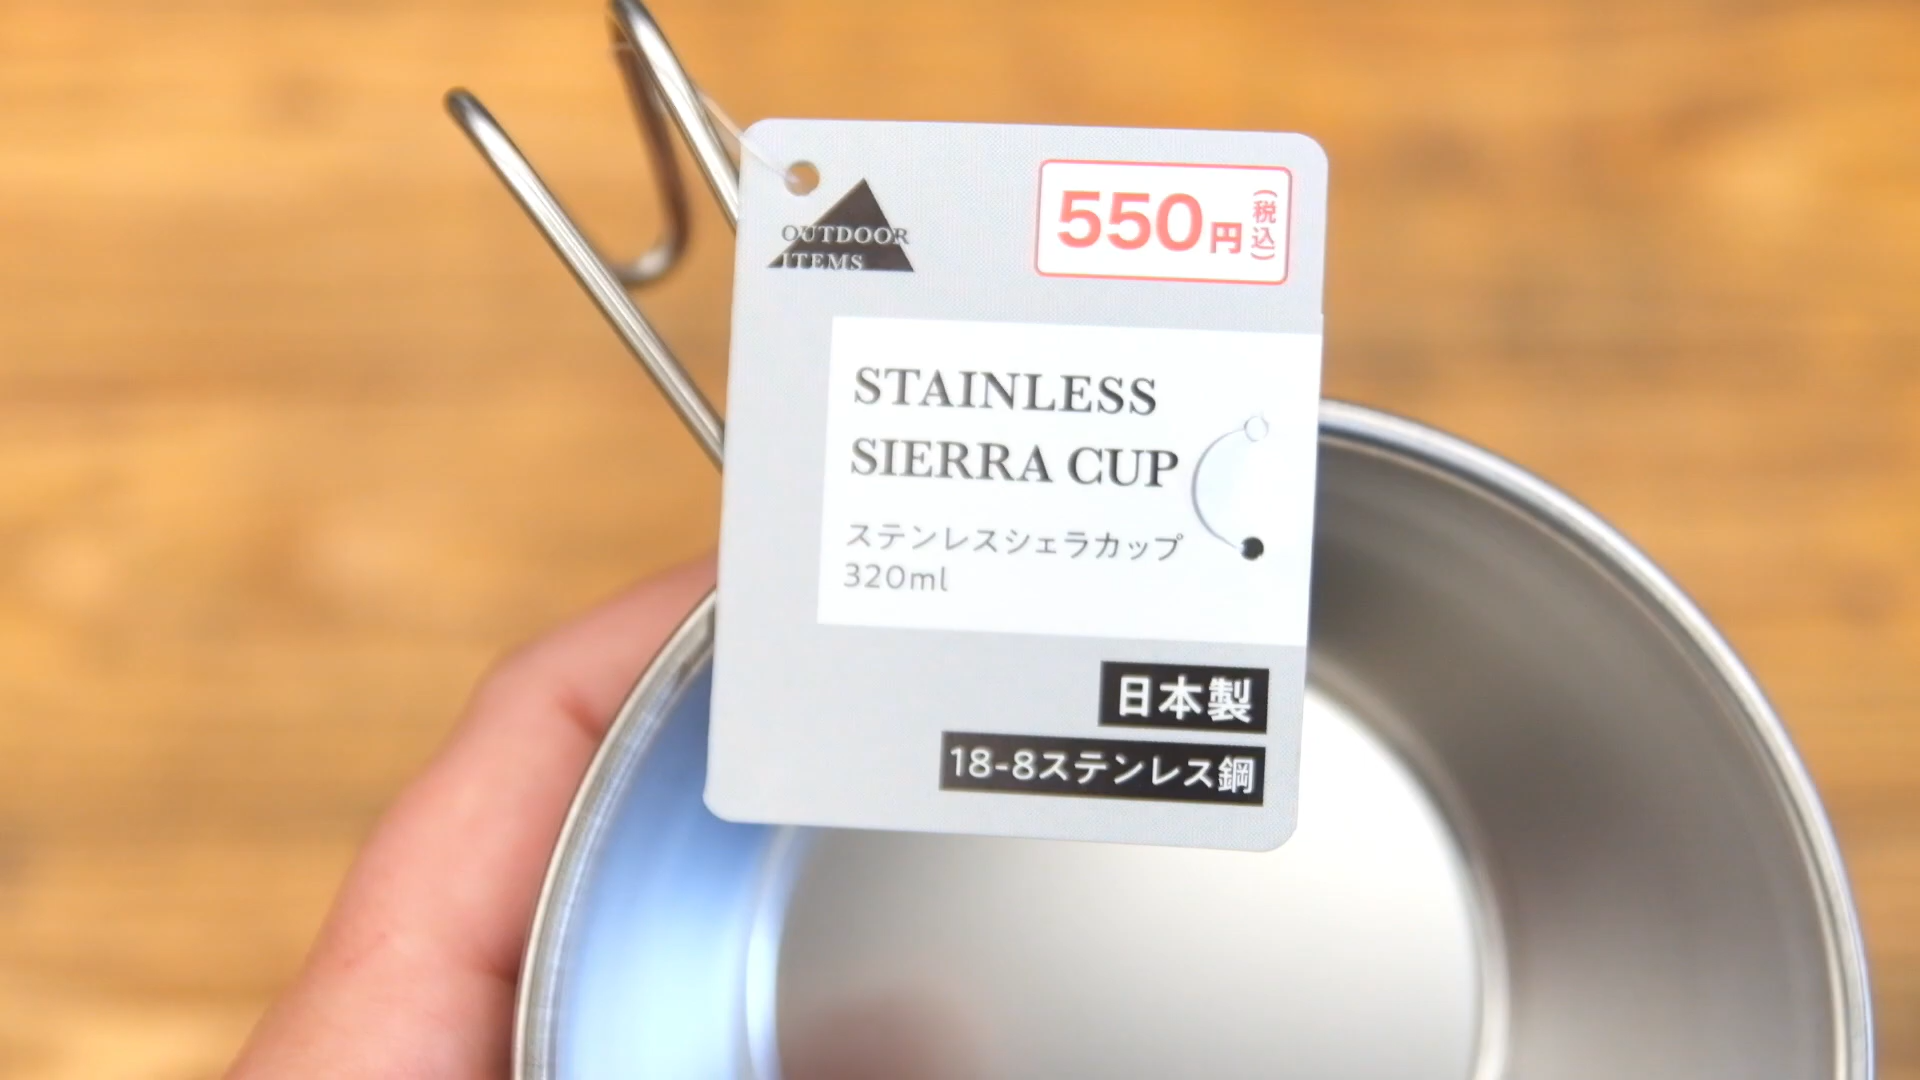 OUTDOOR
ITEMS
550円(税込)
STAINLESS
SIERRA CUP
ステンレスシェラカップ
320ml
日本製
18-8ステンレス鋼